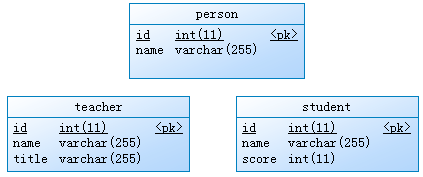 person
id int(11) <pk>
name varchar(255)
teacher
id int(11) <pk>
name varchar(255)
title varchar(255)
student
id int(11) <pk>
name varchar(255)
score int(11)